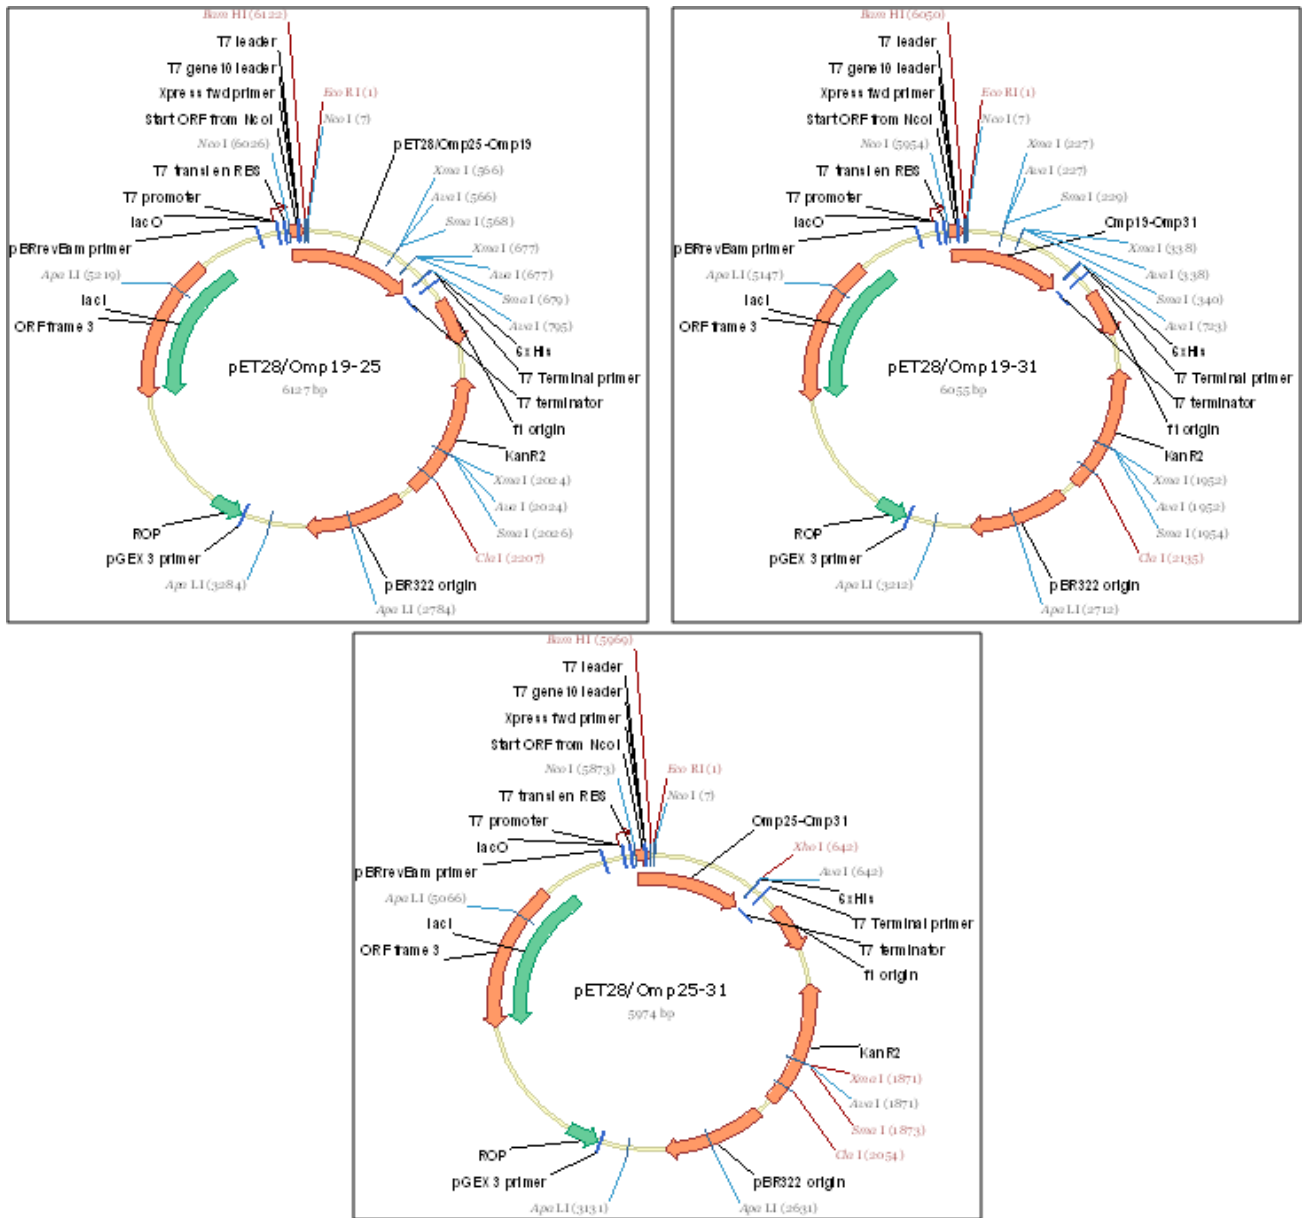 Bam HI (6122)
T7 leader
T7 gene10 leader
Xpress fwd primer
Start ORF from NcoI
Nco I (6026)
T7 transl en RBS
T7 promoter
lacO
pBRrevBam primer
Apa LI (5219)
lacI
ORF frame 3
Eco RI (1)
Nco I (7)
pET28/Omp25-Omp19
Xma I (566)
Ava I (566)
Sma I (568)
Xma I (677)
Ava I (677)
Sma I (679)
Ava I (795)
6xHis
T7 Terminal primer
T7 terminator
f1 origin
KanR2
Xma I (2024)
Ava I (2024)
Sma I (2026)
Cla I (2207)
pBR322 origin
Apa LI (2784)
Apa LI (3284)
pGEX 3 primer
ROP
pET28/Omp19-25
6127 bp
Bam HI (6050)
T7 leader
T7 gene10 leader
Xpress fwd primer
Start ORF from NcoI
Nco I (5954)
T7 transl en RBS
T7 promoter
lacO
pBRrevBam primer
Apa LI (5147)
lacI
ORF frame 3
Eco RI (1)
Nco I (7)
Xma I (227)
Ava I (227)
Sma I (229)
Omp19-Omp31
Xma I (338)
Ava I (338)
Sma I (340)
Ava I (723)
6xHis
T7 Terminal primer
T7 terminator
f1 origin
KanR2
Xma I (1952)
Ava I (1952)
Sma I (1954)
Cla I (2135)
pBR322 origin
Apa LI (2712)
Apa LI (3212)
pGEX 3 primer
ROP
pET28/Omp19-31
6055 bp
Bam HI (5969)
T7 leader
T7 gene10 leader
Xpress fwd primer
Start ORF from NcoI
Nco I (5873)
T7 transl en RBS
T7 promoter
lacO
pBRrevBam primer
Apa LI (5066)
lacI
ORF frame 3
Eco RI (1)
Nco I (7)
Omp25-Omp31
Xho I (642)
Ava I (642)
6xHis
T7 Terminal primer
T7 terminator
f1 origin
KanR2
Xma I (1871)
Ava I (1871)
Sma I (1873)
Cla I (2054)
pBR322 origin
Apa LI (2631)
Apa LI (3131)
pGEX 3 primer
ROP
pET28/Omp25-31
5974 bp